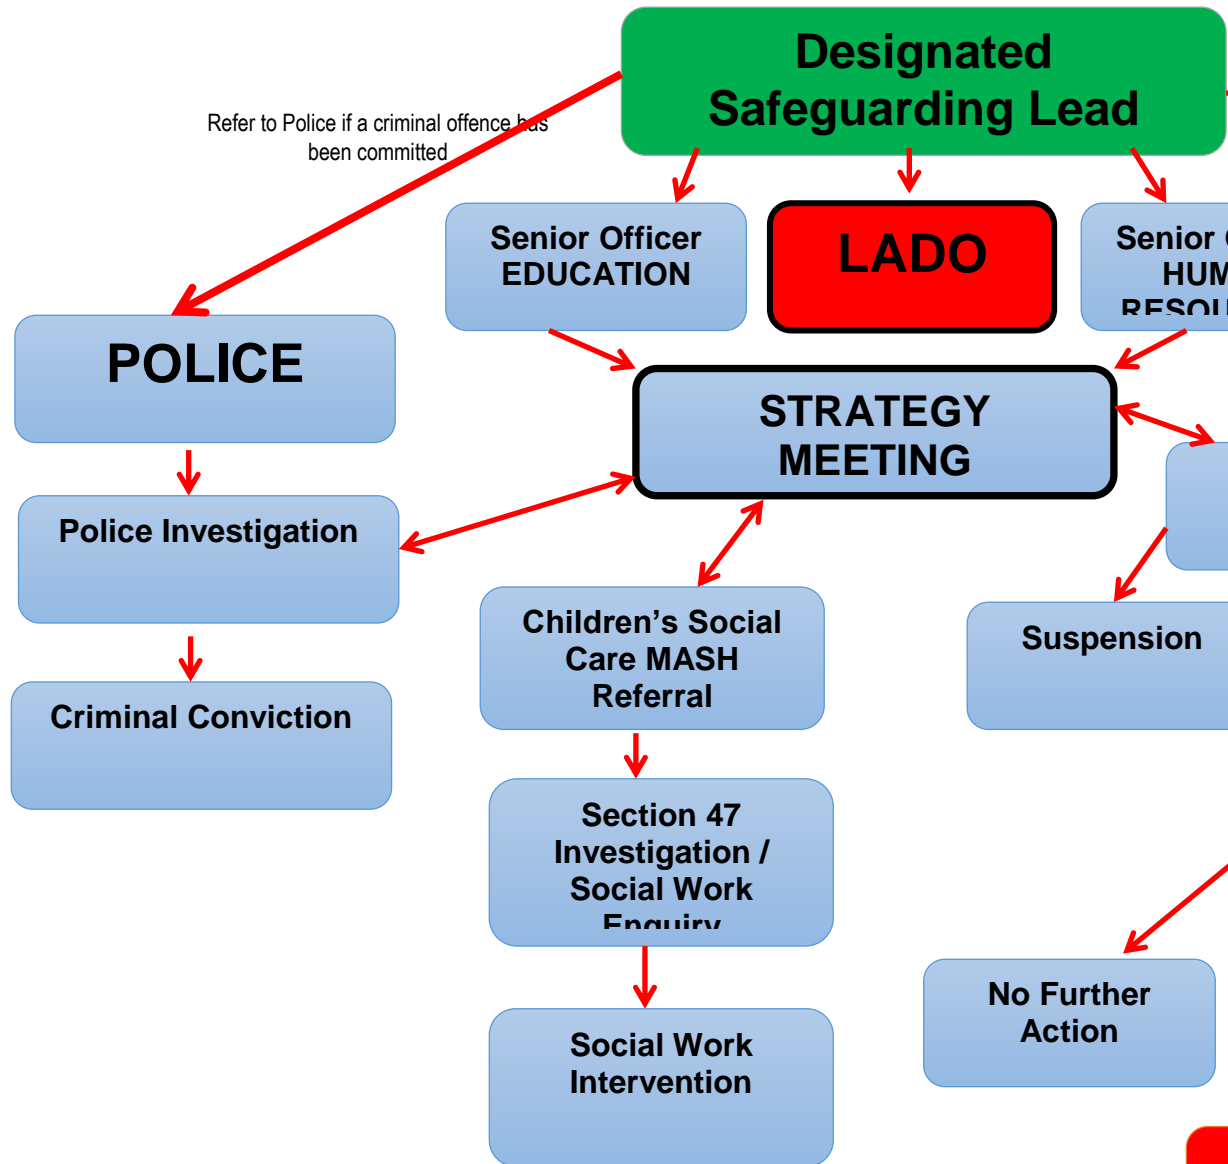 Designated
Safeguarding Lead
Refer to Police if a criminal offence has
been committed
Senior Officer
EDUCATION
LADO
Senior
POLICE
STRATEGY
MEETING
Police Investigation
Children's Social
Care MASH
Referral
Suspension
Criminal Conviction
Section 47
Investigation /
Social Work
Enquiry
No Further
Action
Social Work
Intervention